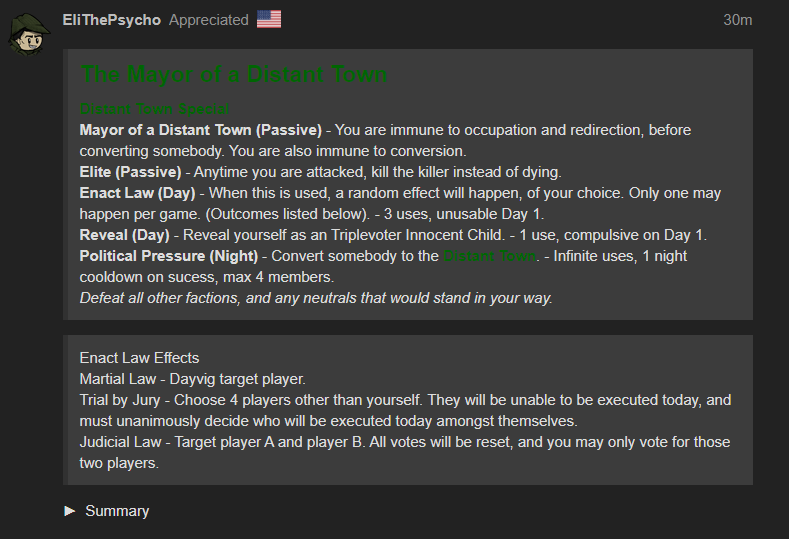 EliThePsycho Appreciated
30m
The Mayor of a Distant Town
Distant Town Special
Mayor of a Distant Town (Passive) - You are immune to occupation and redirection, before
converting somebody. You are also immune to conversion.
Elite (Passive) - Anytime you are attacked, kill the killer instead of dying.
Enact Law (Day) - When this is used, a random effect will happen, of your choice. Only one may
happen per game. (Outcomes listed below). - 3 uses, unusable Day 1.
Reveal (Day) - Reveal yourself as an Triplevoter Innocent Child. - 1 use, compulsive on Day 1.
Political Pressure (Night) - Convert somebody to the Distant Town. - Infinite uses, 1 night
cooldown on sucess, max 4 members.
Defeat all other factions, and any neutrals that would stand in your way.
Enact Law Effects
Martial Law - Dayvig target player.
Trial by Jury - Choose 4 players other than yourself. They will be unable to be executed today, and
must unanimously decide who will be executed today amongst themselves.
Judicial Law - Target player A and player B. All votes will be reset, and you may only vote for those
two players.
Summary